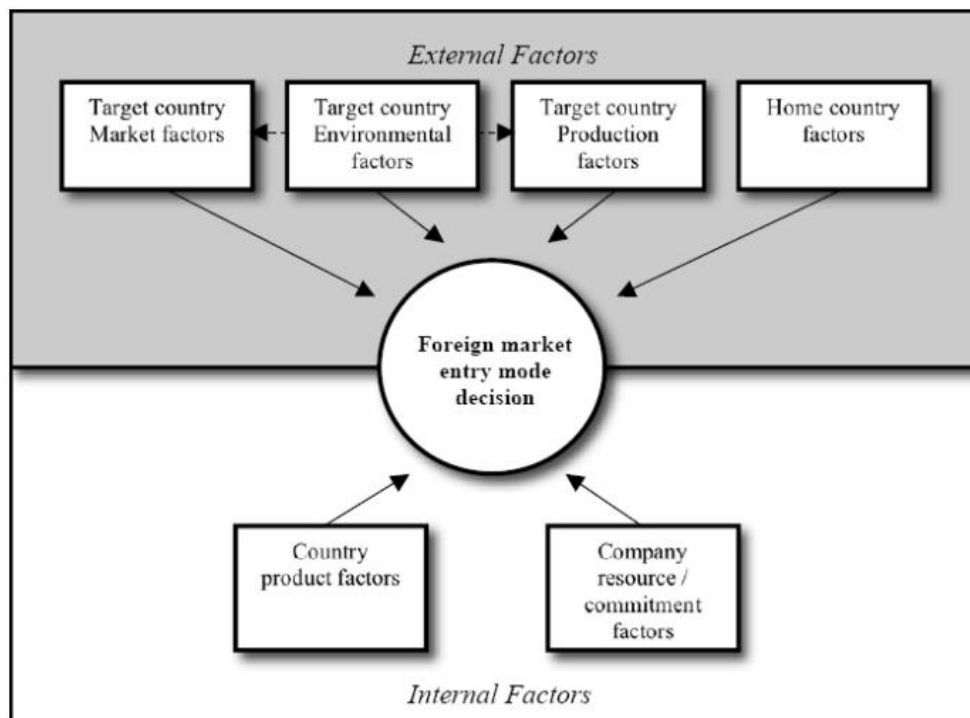 External Factors
Target country
Market factors
Target country
Environmental
factors
Target country
Production
factors
Home country
factors
Foreign market
entry mode
decision
Country
product factors
Company
resource /
commitment
factors
Internal Factors